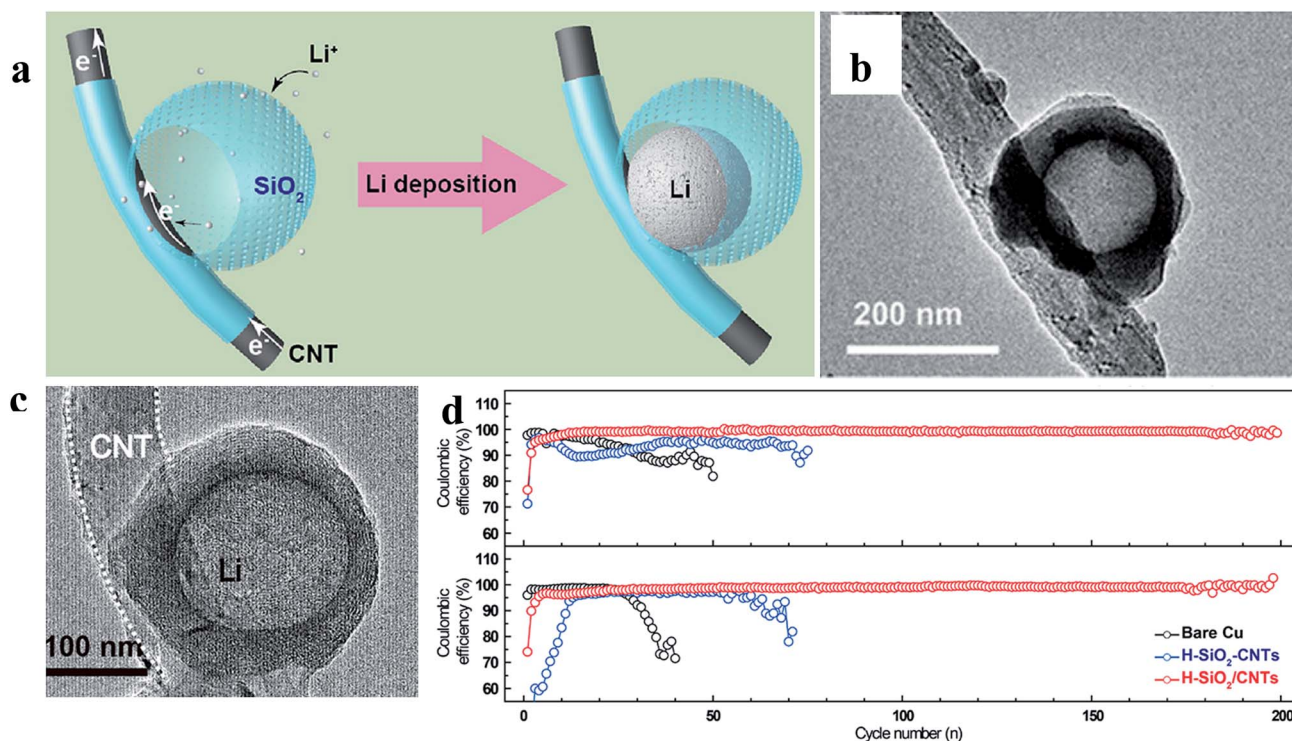 a
e-
Li+
SiO2
e-
e-
CNT
Li deposition
Li
b
200 nm
c
CNT
Li
100 nm
d
110
100
90
80
70
60
Coulombic
efficiency (%)
110
100
90
80
70
60
Coulombic
efficiency (%)
Bare Cu
H-SiO2-CNTs
H-SiO2/CNTs
0 50 100 150 200
Cycle number (n)